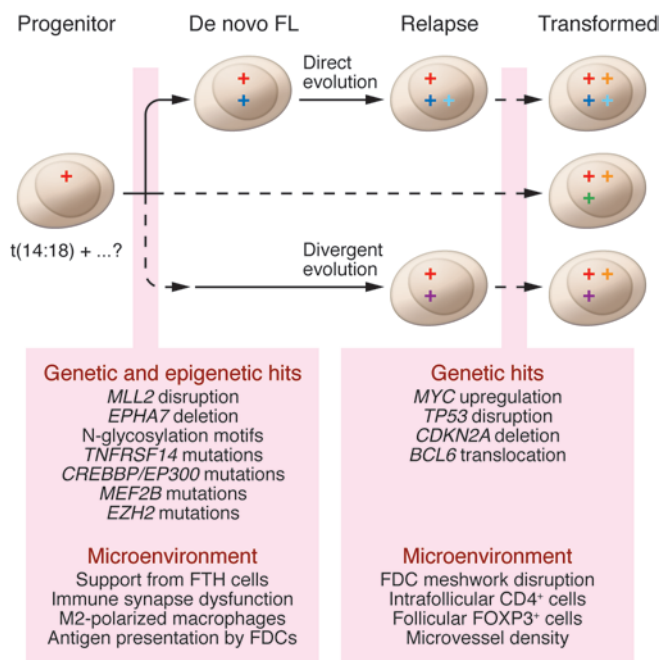 Progenitor
De novo FL
Relapse
Transformed
Direct
evolution
t(14:18) + ...?
Divergent
evolution
Genetic and epigenetic hits
MLL2 disruption
EPHA7 deletion
N-glycosylation motifs
TNFRSF14 mutations
CREBBP/EP300 mutations
MEF2B mutations
EZH2 mutations
Microenvironment
Support from FTH cells
Immune synapse dysfunction
M2-polarized macrophages
Antigen presentation by FDCs
Genetic hits
MYC upregulation
TP53 disruption
CDKN2A deletion
BCL6 translocation
Microenvironment
FDC meshwork disruption
Intrafollicular CD4⁺ cells
Follicular FOXP3⁺ cells
Microvessel density